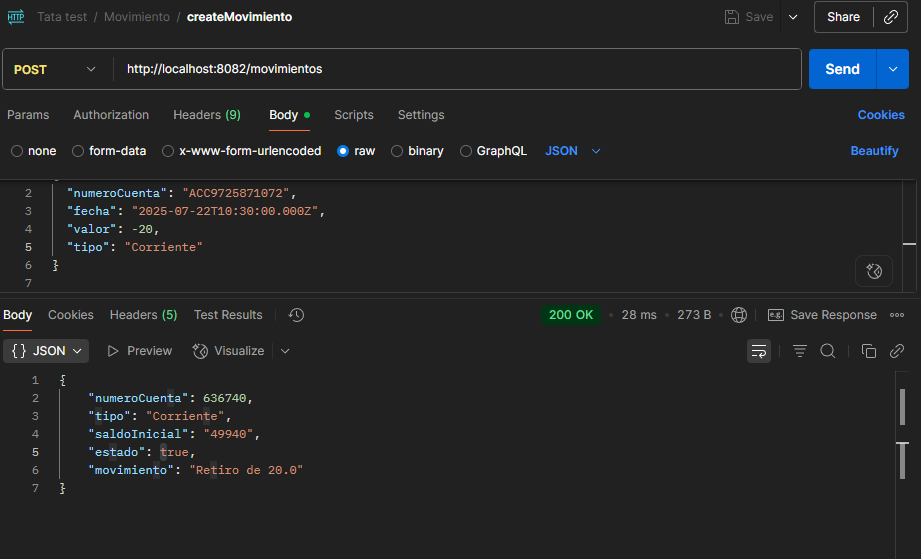 HTTP Tata test / Movimiento / createMovimiento Save Share
POST http://localhost:8082/movimientos Send
Params Authorization Headers (9) Body Scripts Settings Cookies
none form-data x-www-form-urlencoded raw binary GraphQL JSON Beautify
2 "numeroCuenta": "ACC9725871072",
3 "fecha": "2025-07-22T10:30:00.000Z",
4 "valor": -20,
5 "tipo": "Corriente"
6 }
7
Body Cookies Headers (5) Test Results 200 OK • 28 ms • 273 B • e.g. Save Response
{} JSON Preview Visualize
1 {
2 "numeroCuenta": 636740,
3 "tipo": "Corriente",
4 "saldoInicial": "49940",
5 "estado": true,
6 "movimiento": "Retiro de 20.0"
7 }